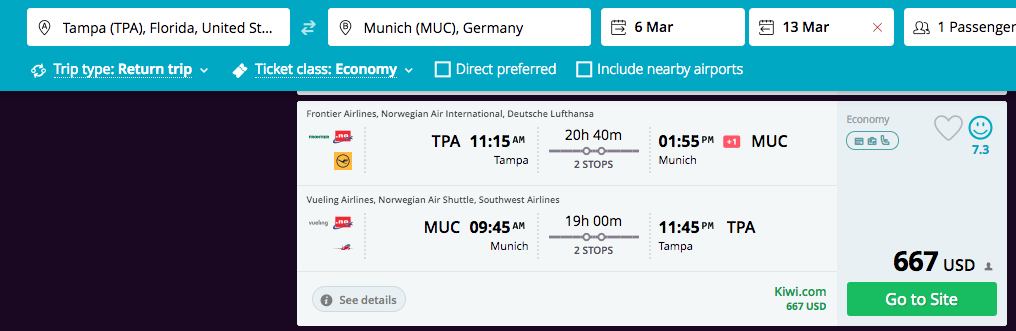 Tampa (TPA), Florida, United St...
Munich (MUC), Germany
6 Mar
13 Mar
1 Passenger
Trip type: Return trip
Ticket class: Economy
Direct preferred
Include nearby airports
Frontier Airlines, Norwegian Air International, Deutsche Lufthansa
FRONTIER
TPA 11:15 AM
Tampa
20h 40m
2 STOPS
01:55 PM +1 MUC
Munich
Vueling Airlines, Norwegian Air Shuttle, Southwest Airlines
vueling
MUC 09:45 AM
Munich
19h 00m
2 STOPS
11:45 PM TPA
Tampa
See details
Kiwi.com
667 USD
Economy
7.3
667 USD
Go to Site